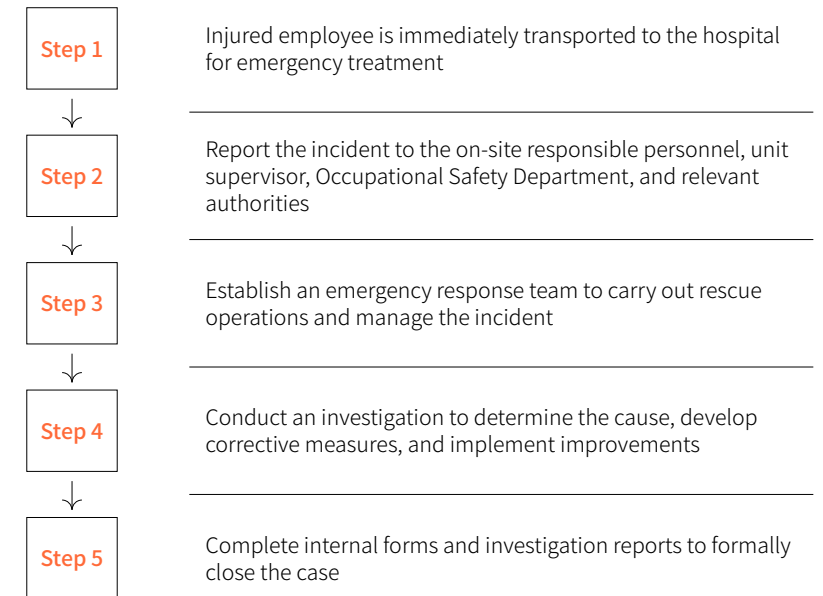 Step 1
Injured employee is immediately transported to the hospital
for emergency treatment
Step 2
Report the incident to the on-site responsible personnel, unit
supervisor, Occupational Safety Department, and relevant
authorities
Step 3
Establish an emergency response team to carry out rescue
operations and manage the incident
Step 4
Conduct an investigation to determine the cause, develop
corrective measures, and implement improvements
Step 5
Complete internal forms and investigation reports to formally
close the case